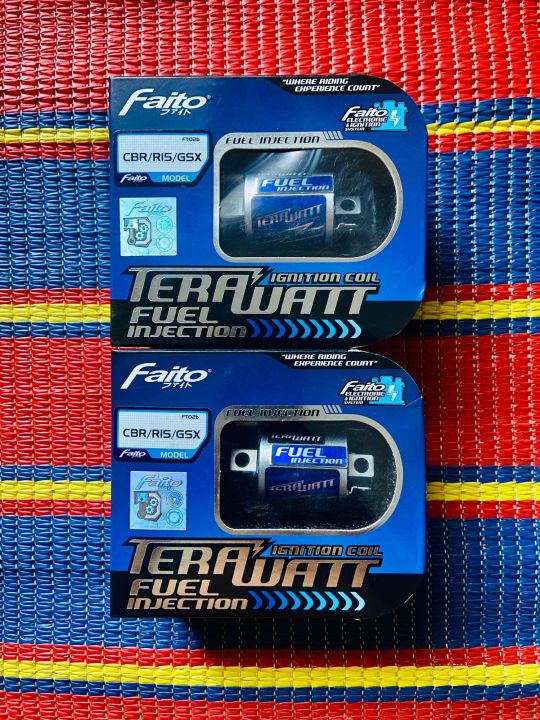 "WHERE RIDING
EXPERIENCE COUNT"
Faito®
ファイト
Faito
ELECTRONIC
& IGNITION
SYSTEM
FT026
CBR/R15/GSX
Faito MODEL
FUEL INJECTION
FUEL
INJECTION
TERAWATT
IGNITION COIL
TERAWATT
FUEL
INJECTION
"WHERE RIDING
EXPERIENCE COUNT"
Faito®
ファイト
Faito
ELECTRONIC
& IGNITION
SYSTEM
FT026
CBR/R15/GSX
Faito MODEL
FUEL INJECTION
TERAWATT
FUEL
INJECTION
TERAWATT
IGNITION COIL
TERAWATT
FUEL
INJECTION